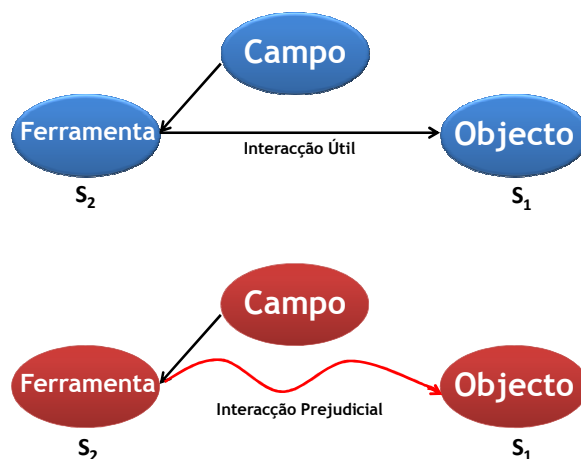 Campo
Ferramenta
Objecto
Interacção Útil
S2
S1
Campo
Ferramenta
Objecto
Interacção Prejudicial
S2
S1